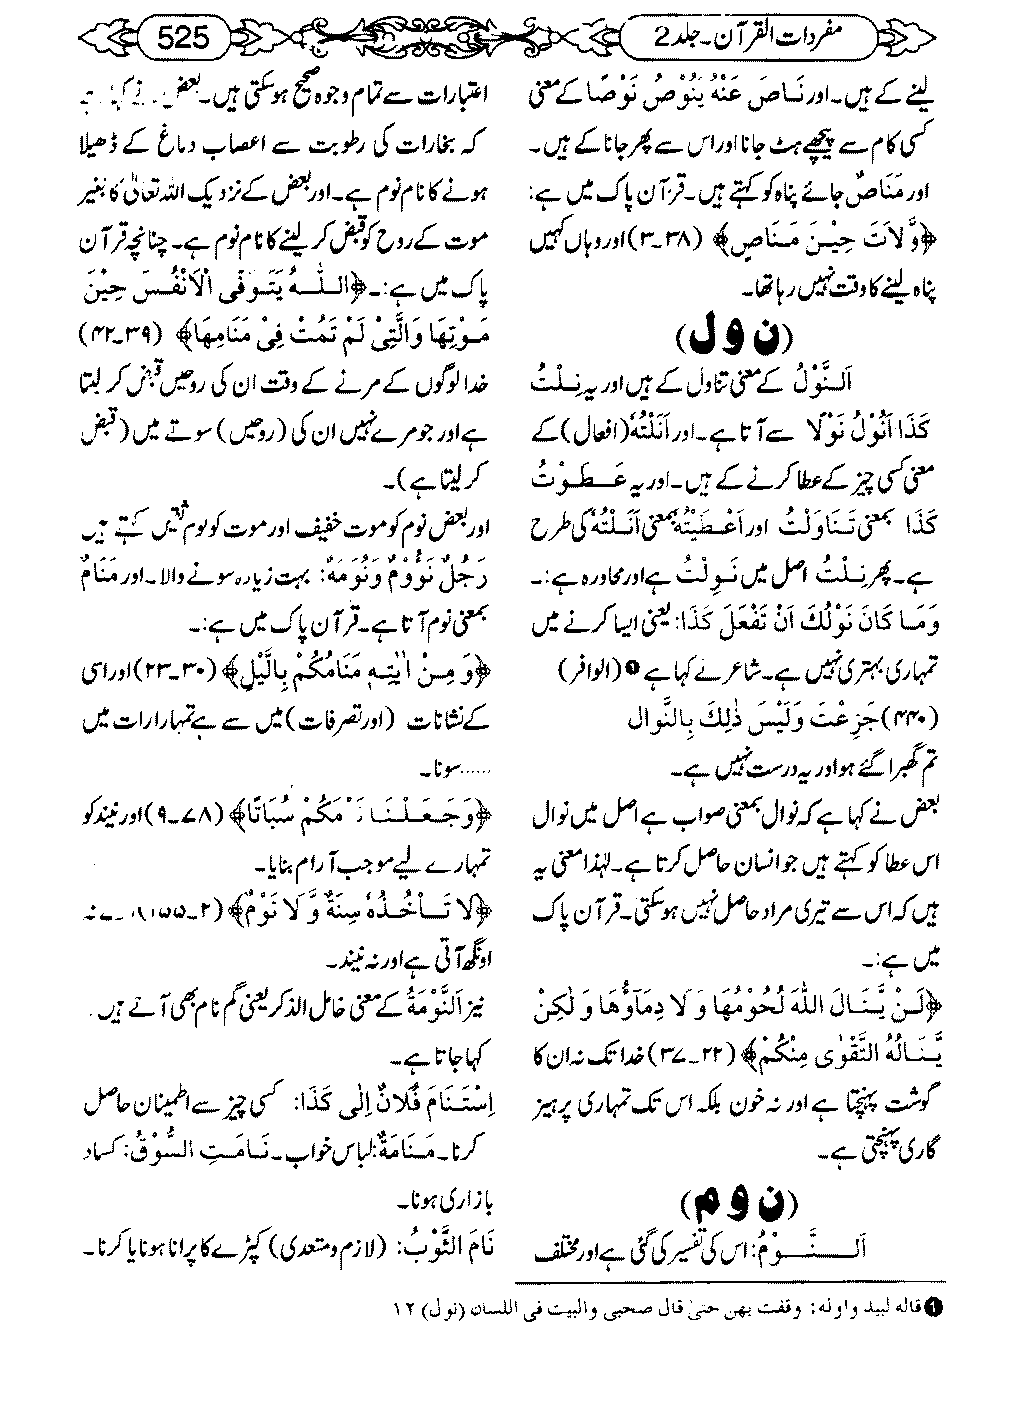 مفردات القرآن۔ جلد 2
525
لینے کے ہیں۔ اور نَاصَ عَنْهُ يَنُوْصُ نَوْصًا کے معنی
کسی کام سے پیچھے ہٹ جانا اور اس سے پھر جانا کے ہیں۔
اور مَنَاصٌ جائے پناہ کو کہتے ہیں۔ قرآن پاک میں ہے:
﴿وَّلَاتَ حِيْنَ مَنَاصٍ﴾ (۳۸۔۳) اور وہاں کہیں
پناہ لینے کا وقت نہیں رہا تھا۔
(ن و ل)
اَلنَّوْلُ کے معنی تناول کے ہیں اور یہ نِلْتُ
كَذَا اَنُوْلُ نَوْلًا سے آتا ہے۔ اور اَنَلْتُهٗ (افعال) کے
معنی کسی چیز کے عطا کرنے کے ہیں۔ اور یہ عَطَوْتُ
كَذَا بمعنی تَنَاوَلْتُ اور اَعْطَيْتُهٗ بمعنی اَنَلْتُهٗ کی طرح
ہے۔ پھر نِلْتُ اصل میں نَوِلْتُ ہے اور محاورہ ہے:۔
وَمَا كَانَ نَوْلُكَ اَنْ تَفْعَلَ كَذَا: یعنی ایسا کرنے میں
تمہاری بہتری نہیں ہے۔ شاعر نے کہا ہے ❶ (الوافر)
(۴۴۰) جَزِعْتَ وَلَيْسَ ذٰلِكَ بِالنَّوَال
تم گھبرا گئے ہو اور یہ درست نہیں ہے۔
بعض نے کہا ہے کہ نوال بمعنی صواب ہے اصل میں نوال
اس عطا کو کہتے ہیں جو انسان حاصل کرتا ہے۔ لہٰذا معنی یہ
ہیں کہ اس سے تیری مراد حاصل نہیں ہو سکتی۔ قرآن پاک
میں ہے:۔
﴿لَنْ يَّنَالَ اللّٰهَ لُحُوْمُهَا وَلَا دِمَآؤُهَا وَلٰكِنْ
يَّنَالُهُ التَّقْوٰى مِنْكُمْ﴾ (۲۲۔۳۷) خدا تک نہ ان کا
گوشت پہنچتا ہے اور نہ خون بلکہ اس تک تمہاری پرہیز
گاری پہنچتی ہے۔
(ن و م)
اَلنَّوْمُ: اس کی تفسیر کی گئی ہے اور مختلف
اعتبارات سے تمام وجوہ صحیح ہو سکتی ہیں۔ بعض نے کہا ہے
کہ بخارات کی رطوبت سے اعصاب دماغ کے ڈھیلا
ہونے کا نام نوم ہے۔ اور بعض کے نزدیک اللہ تعالیٰ کا بغیر
موت کے روح کو قبض کر لینے کا نام نوم ہے۔ چنانچہ قرآن
پاک میں ہے:۔ ﴿اَللّٰهُ يَتَوَفَّى الْاَنْفُسَ حِيْنَ
مَوْتِهَا وَالَّتِيْ لَمْ تَمُتْ فِيْ مَنَامِهَا﴾ (۳۹۔۴۲)
خدا لوگوں کے مرنے کے وقت ان کی روحیں قبض کر لیتا
ہے اور جو مرے نہیں ان کی (روحیں) سوتے میں (قبض
کر لیتا ہے)۔
اور بعض نوم کو موت خفیف اور موت کو نوم ثقیل کہتے ہیں
رَجُلٌ نَؤُوْمٌ وَنُوَمَةٌ: بہت زیادہ سونے والا۔ اور مَنَامٌ
بمعنی نوم آتا ہے۔ قرآن پاک میں ہے:۔
﴿وَمِنْ اٰيٰتِهٖ مَنَامُكُمْ بِالَّيْلِ﴾ (۳۰۔۲۳) اور اسی
کے نشانات (اور تصرفات) میں سے ہے تمہارا رات میں
......سونا۔
﴿وَجَعَلْنَا نَوْمَكُمْ سُبَاتًا﴾ (۷۸۔۹) اور نیند کو
تمہارے لیے موجب آرام بنایا۔
﴿لَا تَاْخُذُهٗ سِنَةٌ وَّلَا نَوْمٌ﴾ (۲۔۲۵۵) اسے نہ
اونگھ آتی ہے اور نہ نیند۔
نیز اَلنَّوْمَةُ کے معنی خامل الذکر یعنی گم نام بھی آتے ہیں۔
کہا جاتا ہے۔
اِسْتَنَامَ فُلَانٌ اِلٰى كَذَا: کسی چیز سے اطمینان حاصل
کرنا۔ مَنَامَةٌ: لباس خواب۔ نَامَتِ السُّوْقُ: کساد
بازاری ہونا۔
نَامَ الثَّوْبُ: (لازم و متعدی) کپڑے کا پرانا ہونا یا کرنا۔
❶ قاله لبيد و اوله: وقفت بهن حتىٰ قال صحبى والبيت فى اللسان (نول) ۱۲